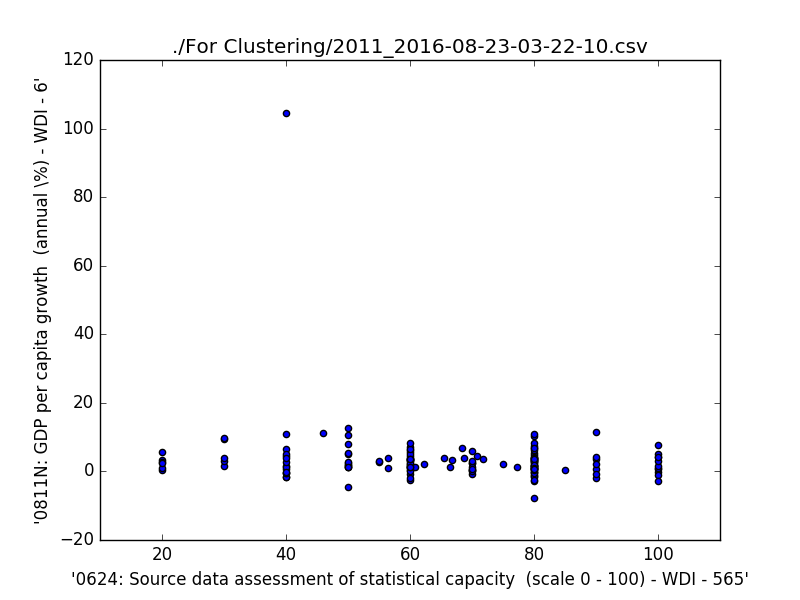 ./For Clustering/2011_2016-08-23-03-22-10.csv
'0811N: GDP per capita growth  (annual \%) - WDI - 6'
120
100
80
60
40
20
0
−20
20 40 60 80 100
'0624: Source data assessment of statistical capacity  (scale 0 - 100) - WDI - 565'